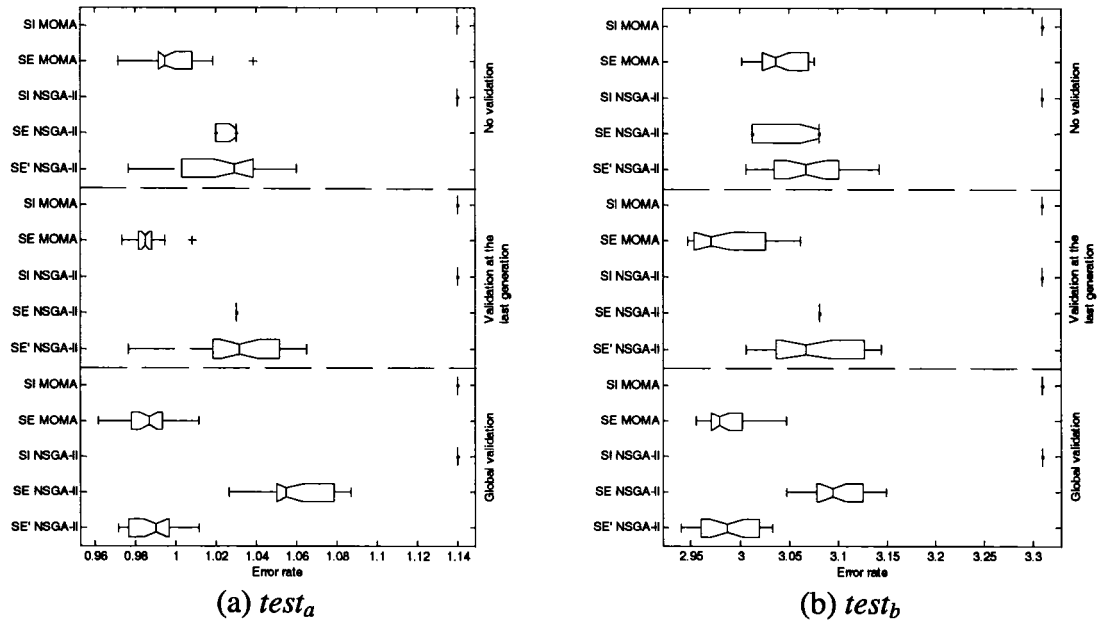 SI MOMA
SE MOMA
SI NSGA-II
SE NSGA-II
SE' NSGA-II
No validation
SI MOMA
SE MOMA
SI NSGA-II
SE NSGA-II
SE' NSGA-II
Validation at the
last generation
SI MOMA
SE MOMA
SI NSGA-II
SE NSGA-II
SE' NSGA-II
Global validation
0.96 0.98 1 1.02 1.04 1.06 1.08 1.1 1.12 1.14
Error rate
(a) test_a
SI MOMA
SE MOMA
SI NSGA-II
SE NSGA-II
SE' NSGA-II
No validation
SI MOMA
SE MOMA
SI NSGA-II
SE NSGA-II
SE' NSGA-II
Validation at the
last generation
SI MOMA
SE MOMA
SI NSGA-II
SE NSGA-II
SE' NSGA-II
Global validation
2.95 3 3.05 3.1 3.15 3.2 3.25 3.3
Error rate
(b) test_b